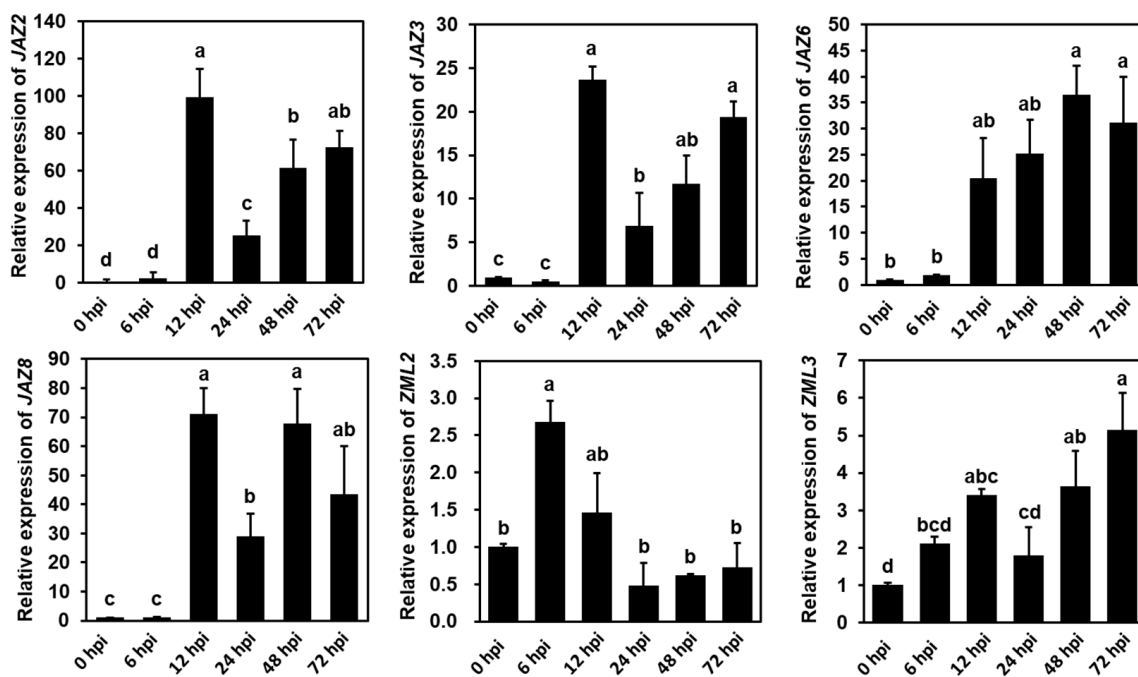 Relative expression of JAZ2
140
120
100
80
60
40
20
0
d
d
a
c
b
ab
0 hpi
6 hpi
12 hpi
24 hpi
48 hpi
72 hpi
Relative expression of JAZ3
30
25
20
15
10
5
0
c
c
a
b
ab
a
0 hpi
6 hpi
12 hpi
24 hpi
48 hpi
72 hpi
Relative expression of JAZ6
50
45
40
35
30
25
20
15
10
5
0
b
b
ab
ab
a
a
0 hpi
6 hpi
12 hpi
24 hpi
48 hpi
72 hpi
Relative expression of JAZ8
90
80
70
60
50
40
30
20
10
0
c
c
a
b
a
ab
0 hpi
6 hpi
12 hpi
24 hpi
48 hpi
72 hpi
Relative expression of ZML2
3.5
3.0
2.5
2.0
1.5
1.0
0.5
0.0
b
a
ab
b
b
b
0 hpi
6 hpi
12 hpi
24 hpi
48 hpi
72 hpi
Relative expression of ZML3
7
6
5
4
3
2
1
0
d
bcd
abc
cd
ab
a
0 hpi
6 hpi
12 hpi
24 hpi
48 hpi
72 hpi